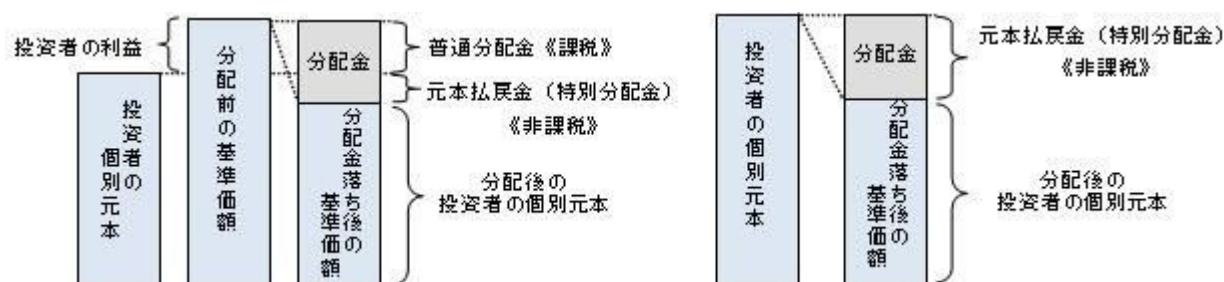 投資者の利益
投資者の
個別元本
分配前の基準価額
分配金
分配金落ち後の
基準価額
普通分配金《課税》
元本払戻金（特別分配金）
《非課税》
分配後の
投資者の個別元本
投資者の個別元本
分配金
分配金落ち後の
基準価額
元本払戻金（特別分配金）
《非課税》
分配後の
投資者の個別元本